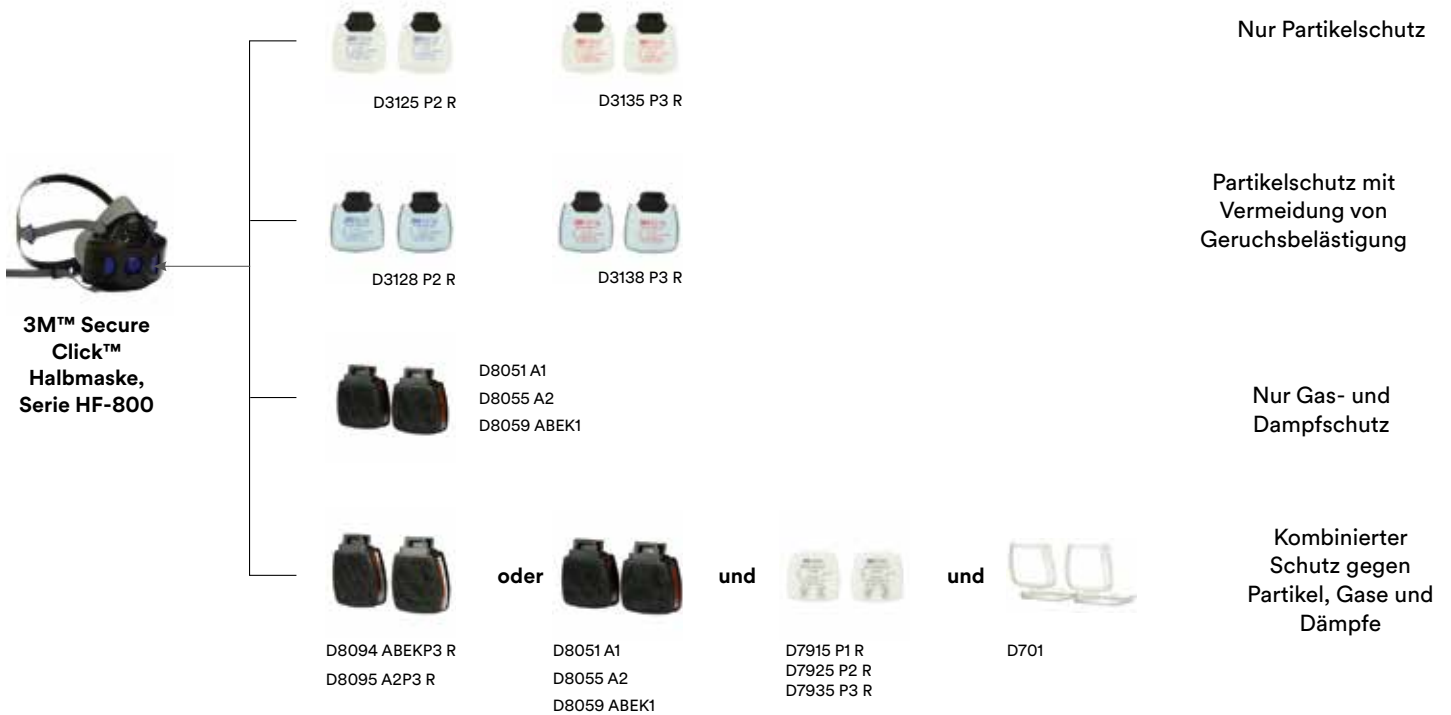 Nur Partikelschutz
D3125 P2 R
D3135 P3 R
Partikelschutz mit
Vermeidung von
Geruchsbelästigung
D3128 P2 R
D3138 P3 R
3M™ Secure
Click™
Halbmaske,
Serie HF-800
D8051 A1
D8055 A2
D8059 ABEK1
Nur Gas- und
Dampfschutz
oder
und
und
Kombinierter
Schutz gegen
Partikel, Gase und
Dämpfe
D8094 ABEKP3 R
D8095 A2P3 R
D8051 A1
D8055 A2
D8059 ABEK1
D7915 P1 R
D7925 P2 R
D7935 P3 R
D701